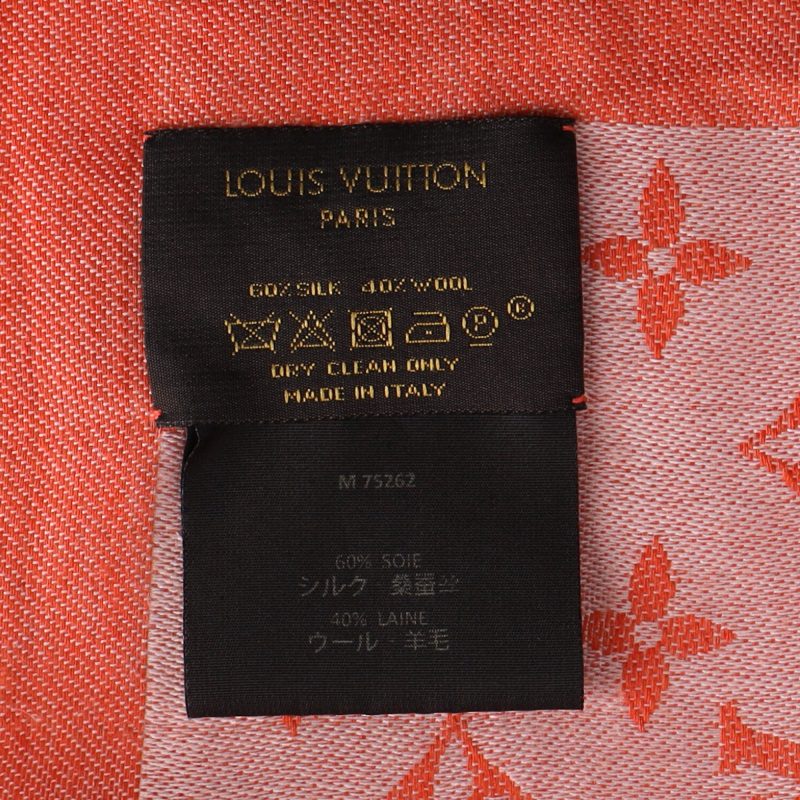 LOUIS VUITTON
PARIS
60% SILK 40% WOOL
P ®
DRY CLEAN ONLY
MADE IN ITALY
M 75262
60% SOIE
シルク・桑蚕丝
40% LAINE
ウール・羊毛